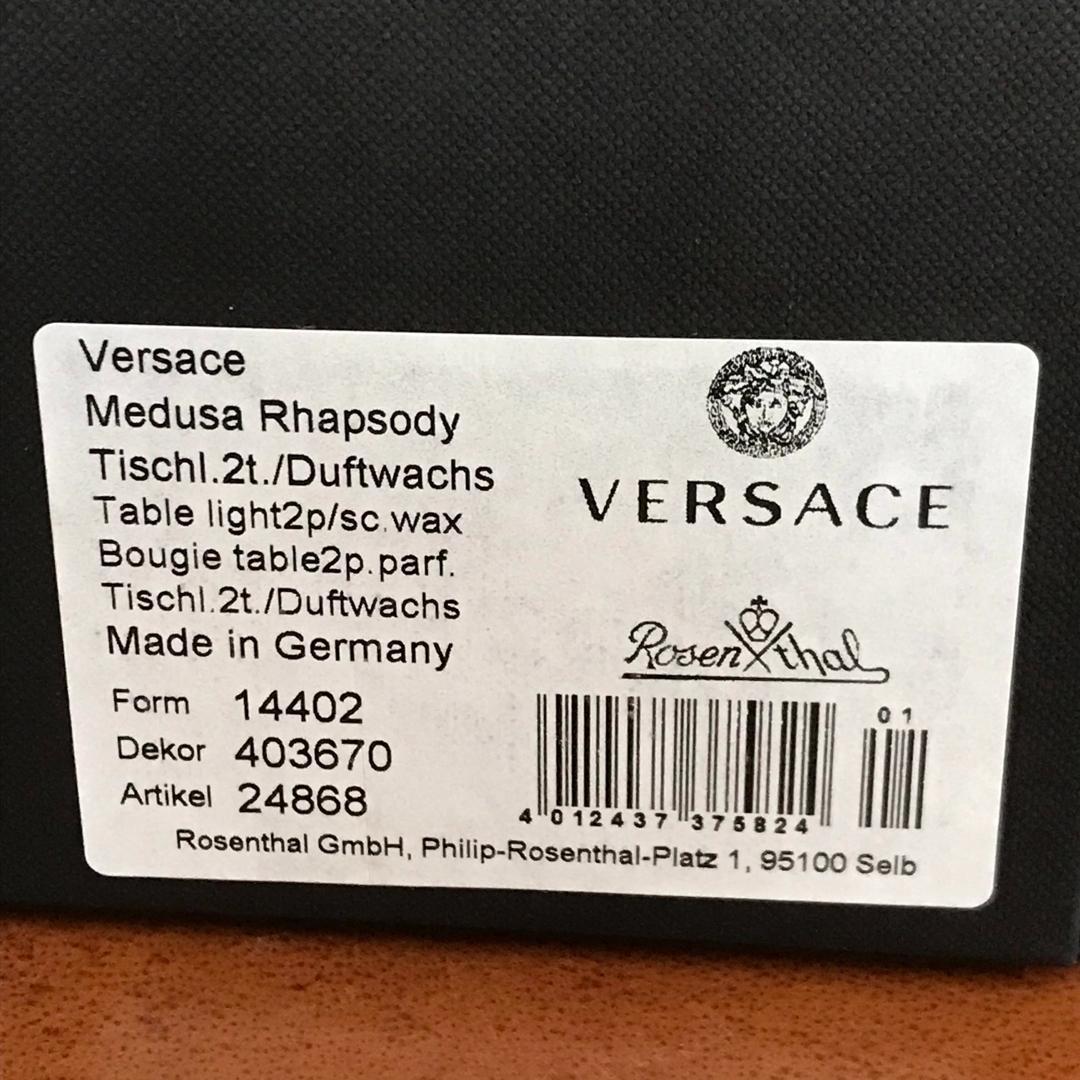 Versace
Medusa Rhapsody
Tischl.2t./Duftwachs
Table light2p/sc.wax
Bougie table2p.parf.
Tischl.2t./Duftwachs
Made in Germany
Form 14402
Dekor 403670
Artikel 24868
VERSACE
Rosenthal
01
4 012437 375824
Rosenthal GmbH, Philip-Rosenthal-Platz 1, 95100 Selb